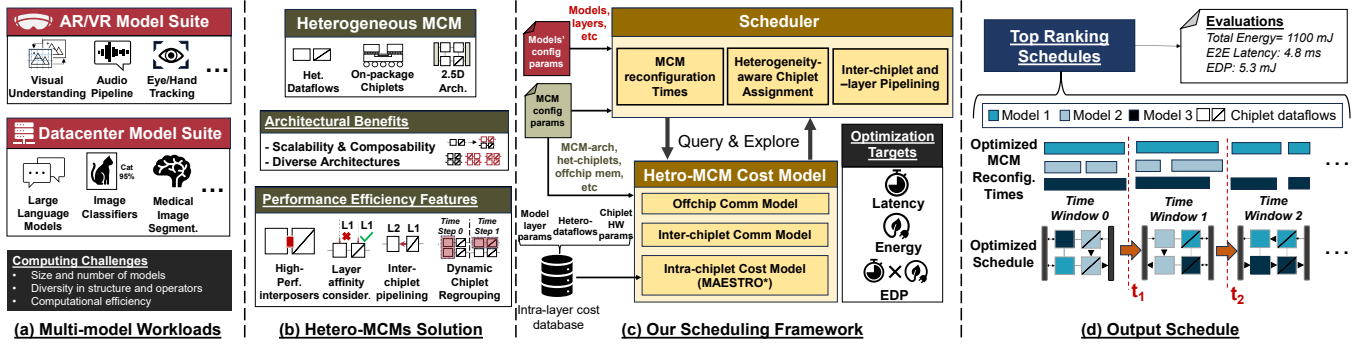 AR/VR Model Suite
Visual
Understanding
Audio
Pipeline
Eye/Hand
Tracking
...
Datacenter Model Suite
Cat
95%
Large
Language
Models
Image
Classifiers
Medical
Image
Segment.
...
Computing Challenges
• Size and number of models
• Diversity in structure and operators
• Computational efficiency
(a) Multi-model Workloads
Heterogeneous MCM
Het.
Dataflows
On-package
Chiplets
2.5D
Arch.
Architectural Benefits
- Scalability & Composability
- Diverse Architectures
Performance Efficiency Features
L1 L1
L2 L1
Time
Step 0
Time
Step 1
High-
Perf.
interposers
Layer
affinity
consider.
Inter-
chiplet
pipelining
Dynamic
Chiplet
Regrouping
(b) Hetero-MCMs Solution
Models'
config
params
Models,
layers,
etc
MCM
config
params
MCM-arch,
het-chiplets,
offchip mem,
etc
Model
layer
params
Hetero-
dataflows
Chiplet
HW
params
Intra-layer cost
database
Scheduler
MCM
reconfiguration
Times
Heterogeneity-
aware Chiplet
Assignment
Inter-chiplet and
–layer Pipelining
Query & Explore
Hetro-MCM Cost Model
Offchip Comm Model
Inter-chiplet Comm Model
Intra-chiplet Cost Model
(MAESTRO*)
Optimization
Targets
Latency
Energy
×
EDP
(c) Our Scheduling Framework
Top Ranking
Schedules
Evaluations
Total Energy= 1100 mJ
E2E Latency: 4.8 ms
EDP: 5.3 mJ
Model 1
Model 2
Model 3
Chiplet dataflows
Optimized
MCM
Reconfig.
Times
...
Time
Window 0
Time
Window 1
Time
Window 2
Optimized
Schedule
...
t1
t2
...
(d) Output Schedule